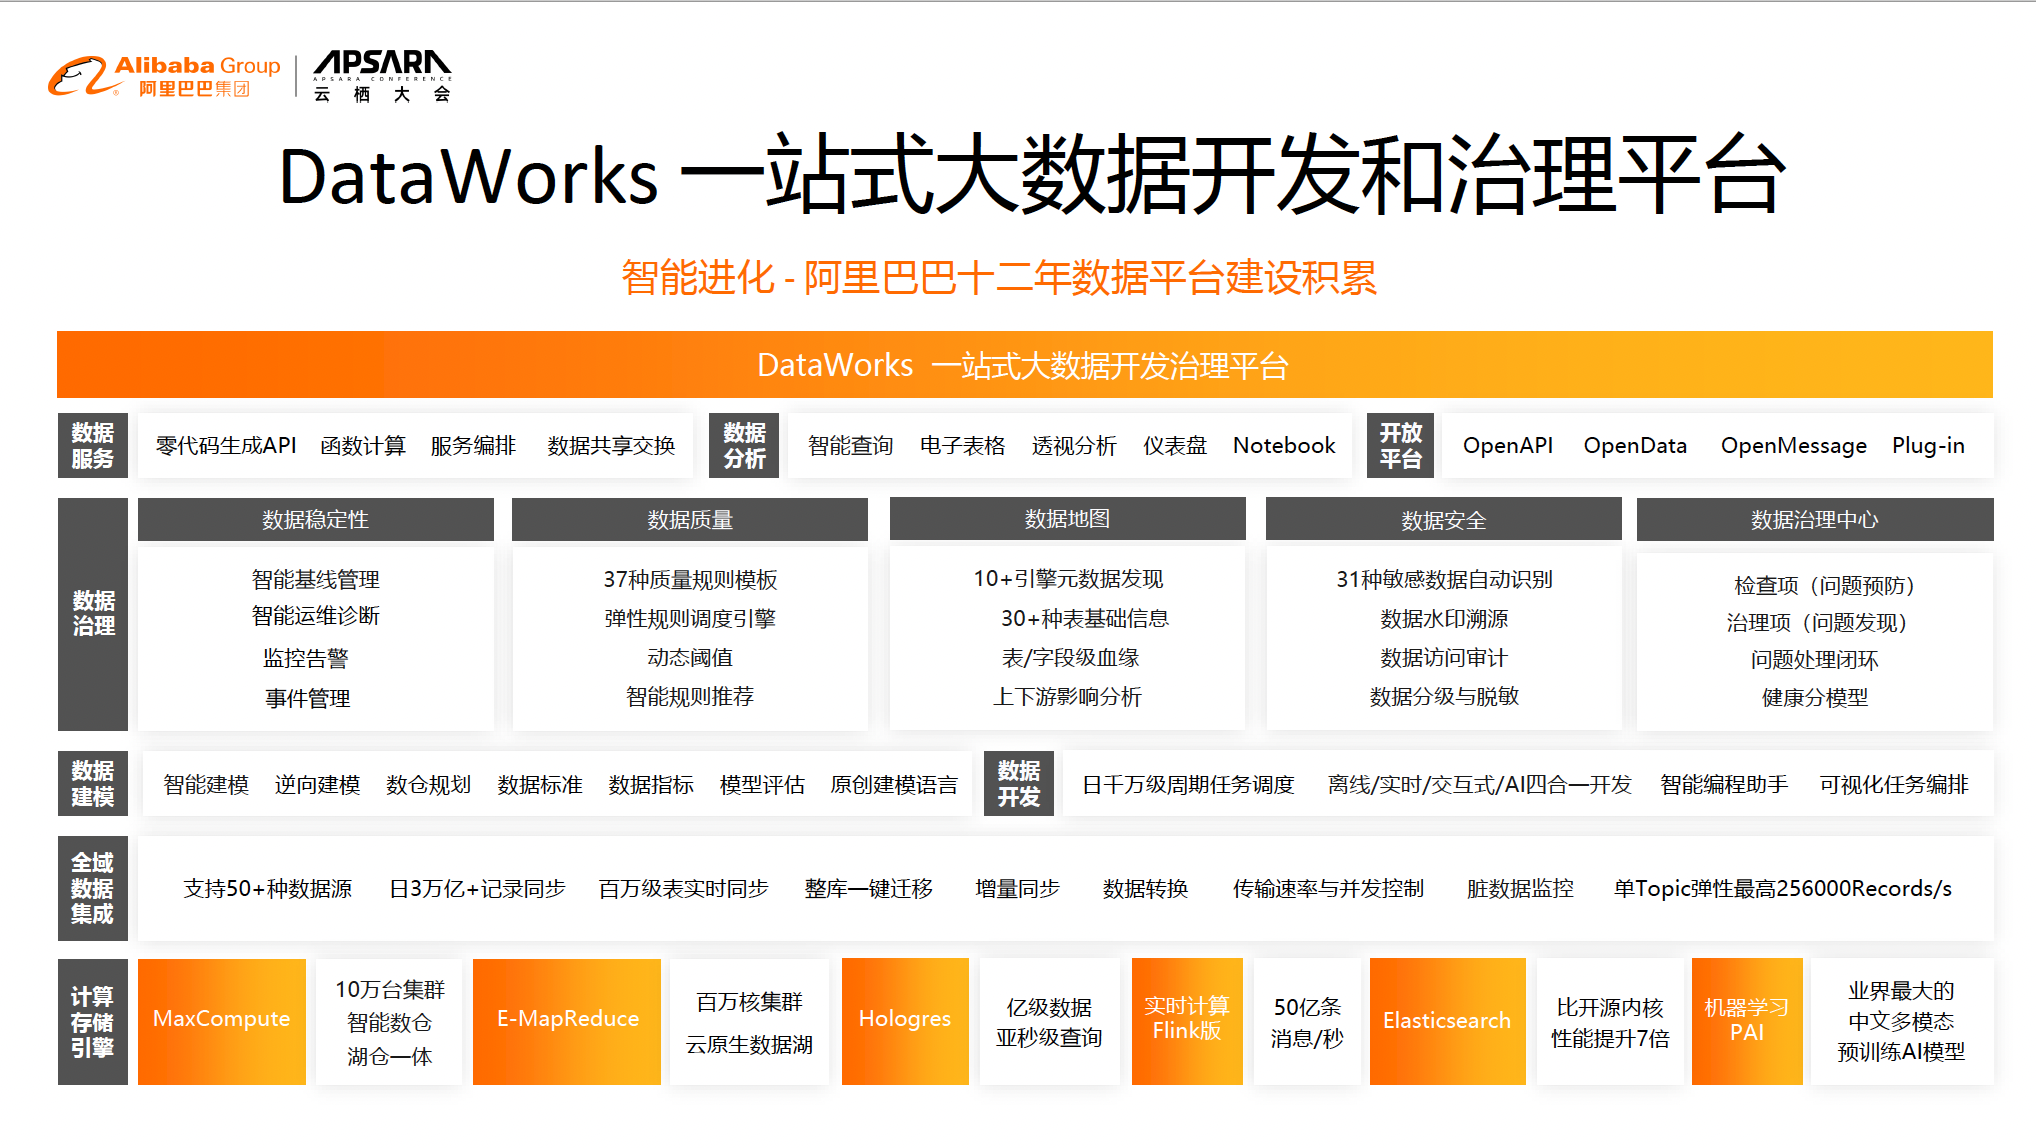 Alibaba Group
阿里巴巴集团
APSARA
APSARA CONFERENCE
云栖大会
DataWorks 一站式大数据开发和治理平台
智能进化 - 阿里巴巴十二年数据平台建设积累
DataWorks 一站式大数据开发治理平台
数据
服务
零代码生成API 函数计算 服务编排 数据共享交换
数据
分析
智能查询 电子表格 透视分析 仪表盘 Notebook
开放
平台
OpenAPI OpenData OpenMessage Plug-in
数据
治理
数据稳定性
智能基线管理
智能运维诊断
监控告警
事件管理
数据质量
37种质量规则模板
弹性规则调度引擎
动态阈值
智能规则推荐
数据地图
10+引擎元数据发现
30+种表基础信息
表/字段级血缘
上下游影响分析
数据安全
31种敏感数据自动识别
数据水印溯源
数据访问审计
数据分级与脱敏
数据治理中心
检查项（问题预防）
治理项（问题发现）
问题处理闭环
健康分模型
数据
建模
智能建模 逆向建模 数仓规划 数据标准 数据指标 模型评估 原创建模语言
数据
开发
日千万级周期任务调度 离线/实时/交互式/AI四合一开发 智能编程助手 可视化任务编排
全域
数据
集成
支持50+种数据源 日3万亿+记录同步 百万级表实时同步 整库一键迁移 增量同步 数据转换 传输速率与并发控制 脏数据监控 单Topic弹性最高256000Records/s
计算
存储
引擎
MaxCompute
10万台集群
智能数仓
湖仓一体
E-MapReduce
百万核集群
云原生数据湖
Hologres
亿级数据
亚秒级查询
实时计算
Flink版
50亿条
消息/秒
Elasticsearch
比开源内核
性能提升7倍
机器学习
PAI
业界最大的
中文多模态
预训练AI模型